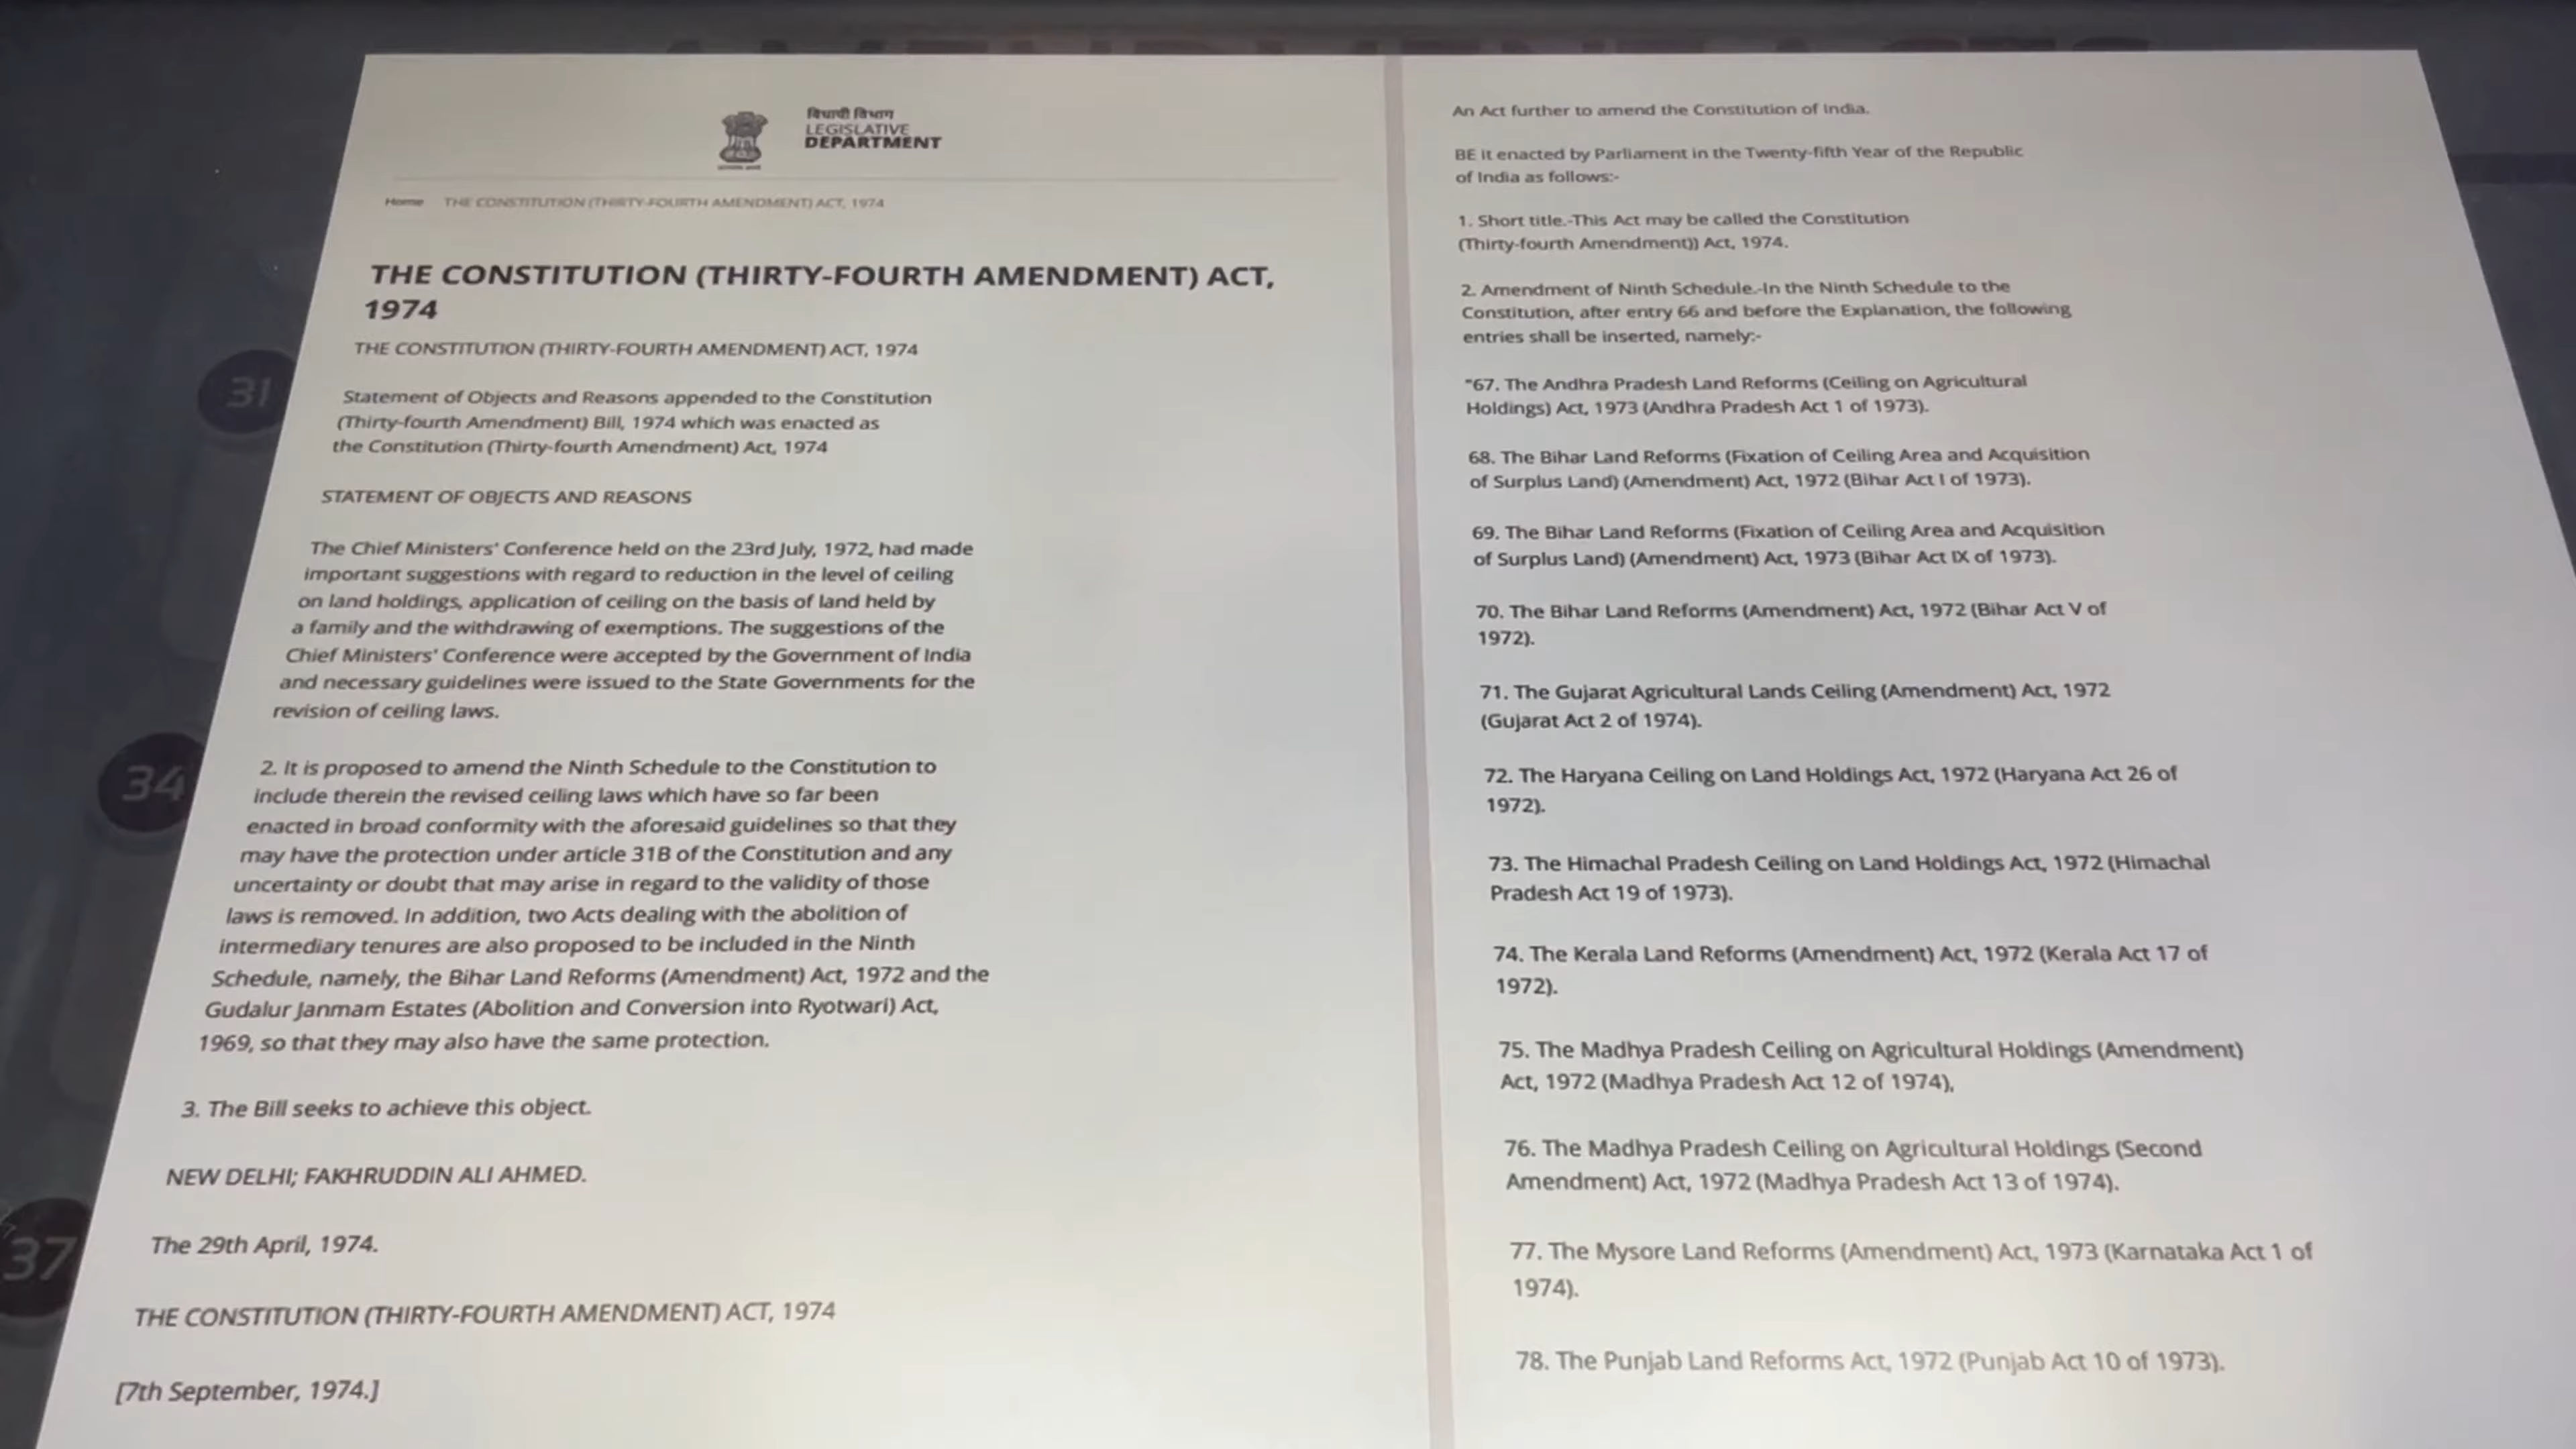 विधायी विभाग
LEGISLATIVE
DEPARTMENT
Home THE CONSTITUTION (THIRTY-FOURTH AMENDMENT) ACT, 1974
THE CONSTITUTION (THIRTY-FOURTH AMENDMENT) ACT,
1974
THE CONSTITUTION (THIRTY-FOURTH AMENDMENT) ACT, 1974
Statement of Objects and Reasons appended to the Constitution
(Thirty-fourth Amendment) Bill, 1974 which was enacted as
the Constitution (Thirty-fourth Amendment) Act, 1974
STATEMENT OF OBJECTS AND REASONS
The Chief Ministers' Conference held on the 23rd July, 1972, had made
important suggestions with regard to reduction in the level of ceiling
on land holdings, application of ceiling on the basis of land held by
a family and the withdrawing of exemptions. The suggestions of the
Chief Ministers' Conference were accepted by the Government of India
and necessary guidelines were issued to the State Governments for the
revision of ceiling laws.
2. It is proposed to amend the Ninth Schedule to the Constitution to
include therein the revised ceiling laws which have so far been
enacted in broad conformity with the aforesaid guidelines so that they
may have the protection under article 31B of the Constitution and any
uncertainty or doubt that may arise in regard to the validity of those
laws is removed. In addition, two Acts dealing with the abolition of
intermediary tenures are also proposed to be included in the Ninth
Schedule, namely, the Bihar Land Reforms (Amendment) Act, 1972 and the
Gudalur Janmam Estates (Abolition and Conversion into Ryotwari) Act,
1969, so that they may also have the same protection.
3. The Bill seeks to achieve this object.
NEW DELHI; FAKHRUDDIN ALI AHMED.
The 29th April, 1974.
THE CONSTITUTION (THIRTY-FOURTH AMENDMENT) ACT, 1974
[7th September, 1974.]
An Act further to amend the Constitution of India.
BE it enacted by Parliament in the Twenty-fifth Year of the Republic
of India as follows:-
1. Short title.-This Act may be called the Constitution
(Thirty-fourth Amendment)) Act, 1974.
2. Amendment of Ninth Schedule.-In the Ninth Schedule to the
Constitution, after entry 66 and before the Explanation, the following
entries shall be inserted, namely:-
"67. The Andhra Pradesh Land Reforms (Ceiling on Agricultural
Holdings) Act, 1973 (Andhra Pradesh Act 1 of 1973).
68. The Bihar Land Reforms (Fixation of Ceiling Area and Acquisition
of Surplus Land) (Amendment) Act, 1972 (Bihar Act I of 1973).
69. The Bihar Land Reforms (Fixation of Ceiling Area and Acquisition
of Surplus Land) (Amendment) Act, 1973 (Bihar Act IX of 1973).
70. The Bihar Land Reforms (Amendment) Act, 1972 (Bihar Act V of
1972).
71. The Gujarat Agricultural Lands Ceiling (Amendment) Act, 1972
(Gujarat Act 2 of 1974).
72. The Haryana Ceiling on Land Holdings Act, 1972 (Haryana Act 26 of
1972).
73. The Himachal Pradesh Ceiling on Land Holdings Act, 1972 (Himachal
Pradesh Act 19 of 1973).
74. The Kerala Land Reforms (Amendment) Act, 1972 (Kerala Act 17 of
1972).
75. The Madhya Pradesh Ceiling on Agricultural Holdings (Amendment)
Act, 1972 (Madhya Pradesh Act 12 of 1974),
76. The Madhya Pradesh Ceiling on Agricultural Holdings (Second
Amendment) Act, 1972 (Madhya Pradesh Act 13 of 1974).
77. The Mysore Land Reforms (Amendment) Act, 1973 (Karnataka Act 1 of
1974).
78. The Punjab Land Reforms Act, 1972 (Punjab Act 10 of 1973).
31
34
37